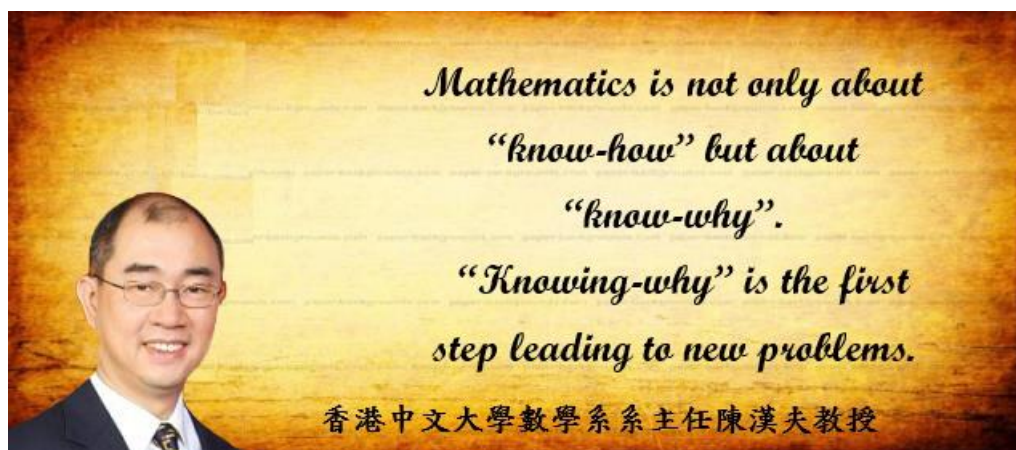 Mathematics is not only about
“know-how” but about
“know-why”.
“Knowing-why” is the first
step leading to new problems.
香港中文大學數學系系主任陳漢夫教授